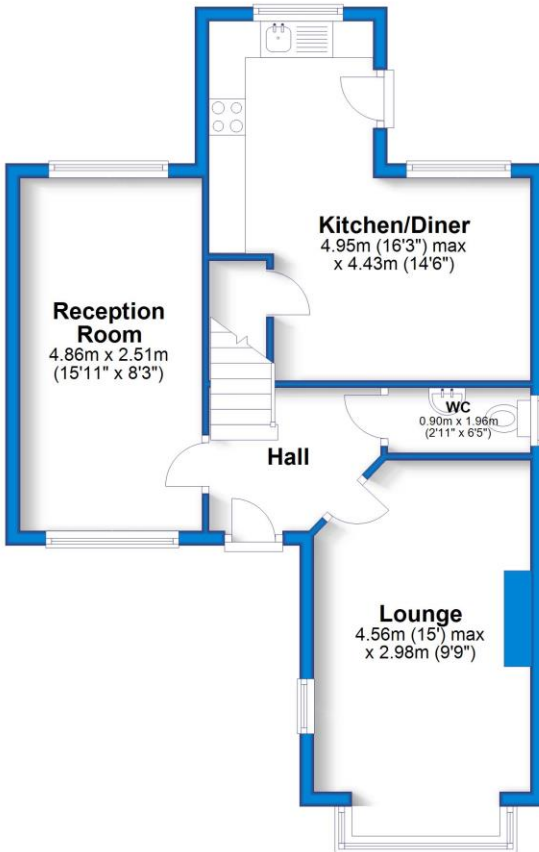 Kitchen/Diner
4.95m (16'3") max
x 4.43m (14'6")
Reception
Room
4.86m x 2.51m
(15'11" x 8'3")
WC
0.90m x 1.96m
(2'11" x 6'5")
Hall
Lounge
4.56m (15') max
x 2.98m (9'9")